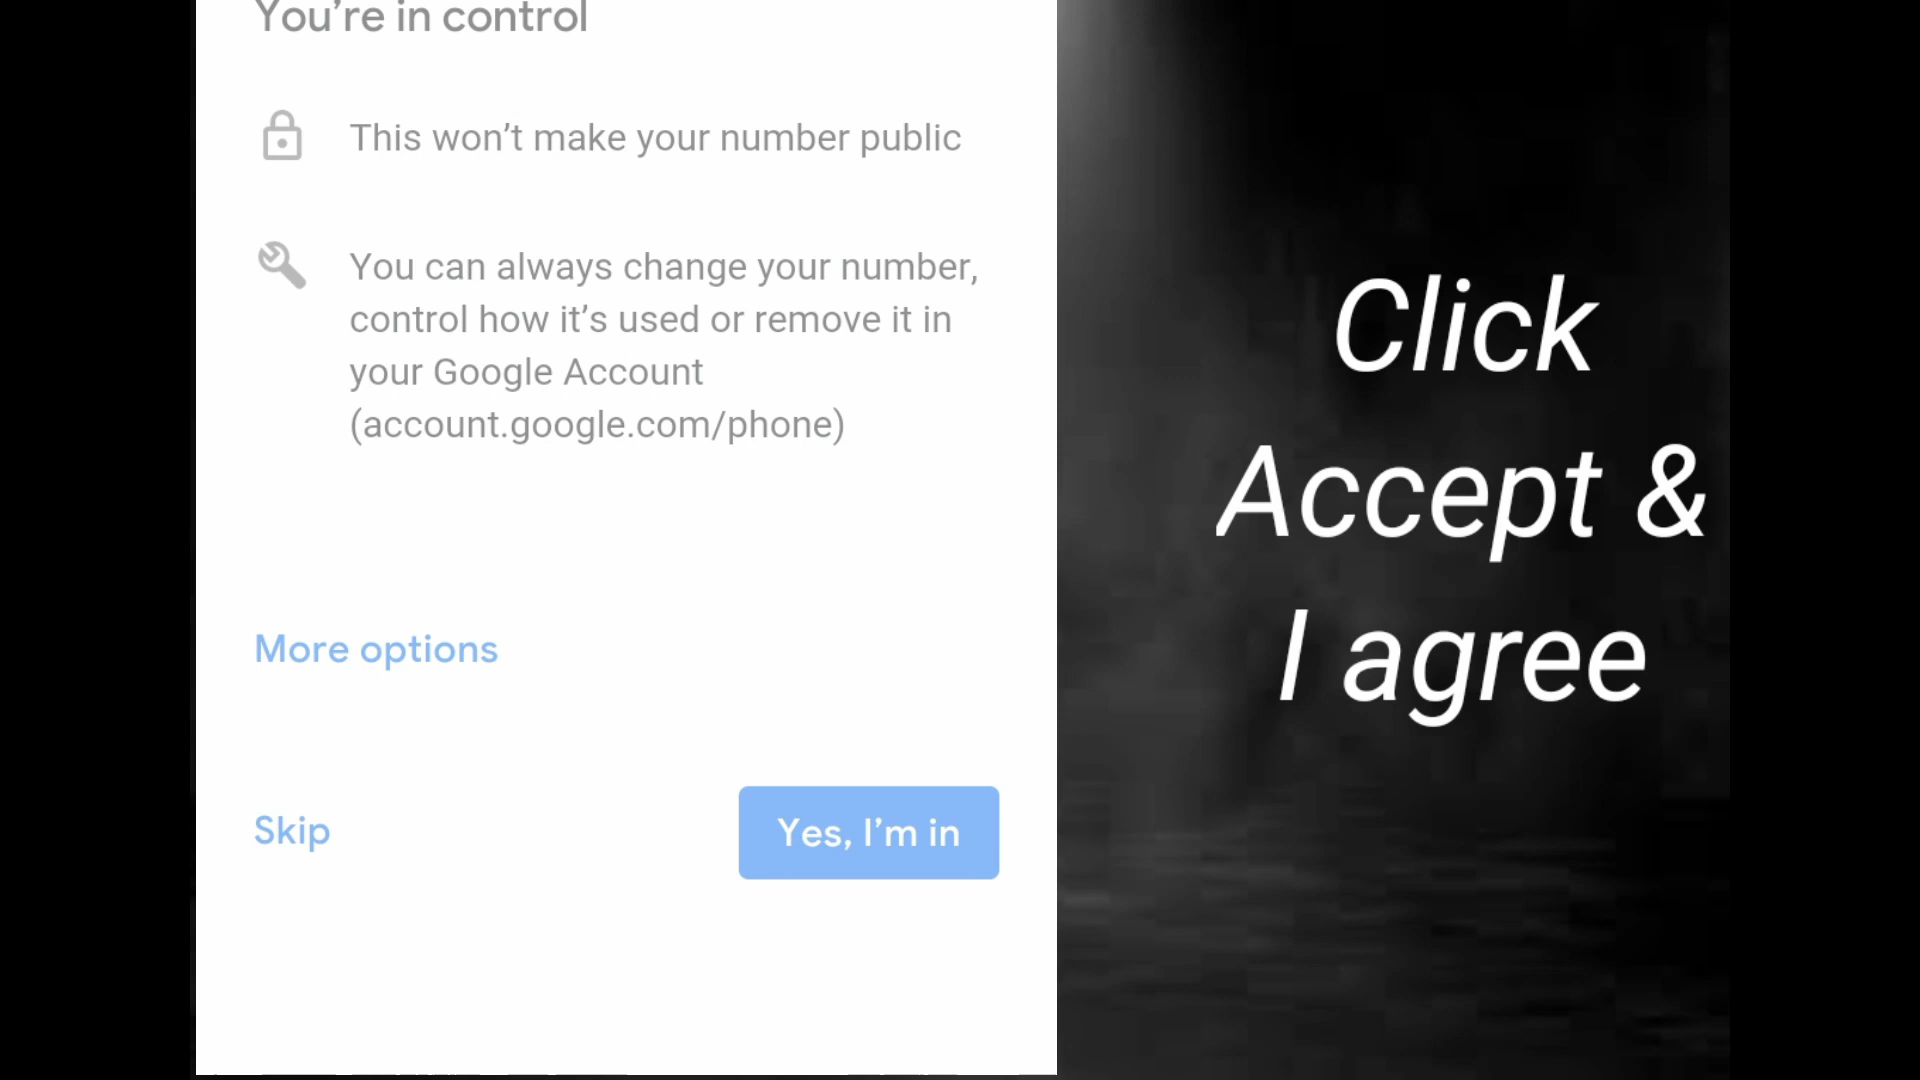 You’re in control
This won’t make your number public
You can always change your number,
control how it’s used or remove it in
your Google Account
(account.google.com/phone)
More options
Skip
Yes, I’m in
Click
Accept &
I agree